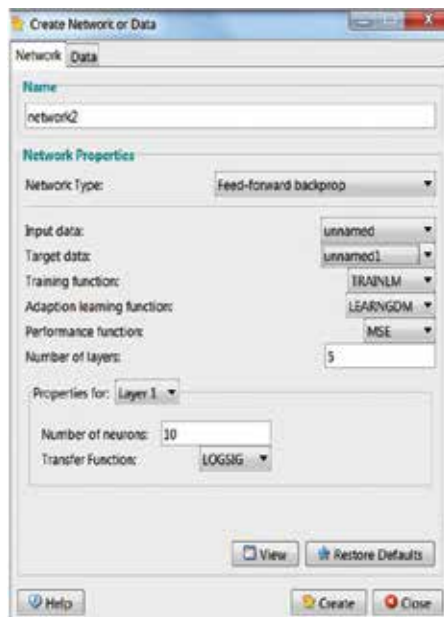 Create Network or Data
Network Data
Name
network2
Network Properties
Network Type: Feed-forward backprop
Input data: unnamed
Target data: unnamed1
Training function: TRAINLM
Adaption learning function: LEARNGDM
Performance function: MSE
Number of layers: 5
Properties for: Layer 1
Number of neurons: 10
Transfer Function: LOGSIG
View Restore Defaults
Help Create Close